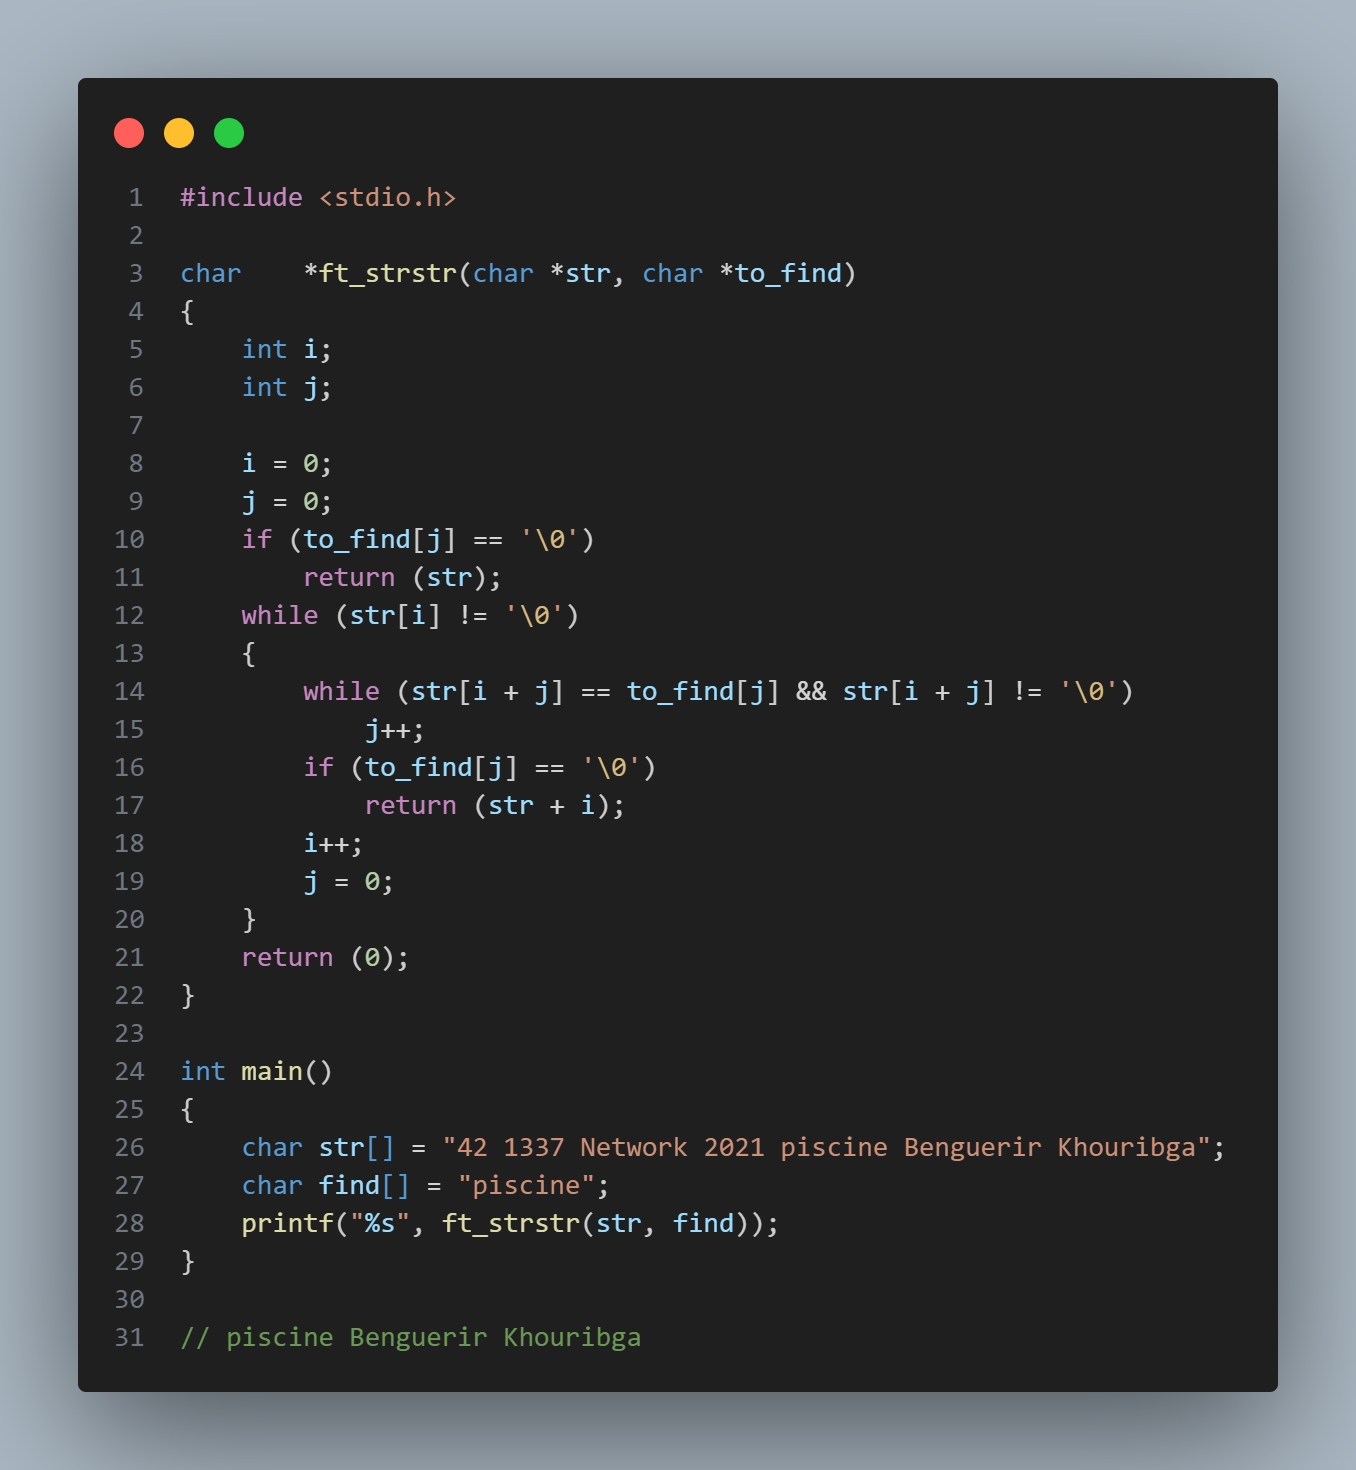 1 #include <stdio.h>
2
3 char    *ft_strstr(char *str, char *to_find)
4 {
5     int i;
6     int j;
7
8     i = 0;
9     j = 0;
10     if (to_find[j] == '\0')
11         return (str);
12     while (str[i] != '\0')
13     {
14         while (str[i + j] == to_find[j] && str[i + j] != '\0')
15             j++;
16         if (to_find[j] == '\0')
17             return (str + i);
18         i++;
19         j = 0;
20     }
21     return (0);
22 }
23
24 int main()
25 {
26     char str[] = "42 1337 Network 2021 piscine Benguerir Khouribga";
27     char find[] = "piscine";
28     printf("%s", ft_strstr(str, find));
29 }
30
31 // piscine Benguerir Khouribga